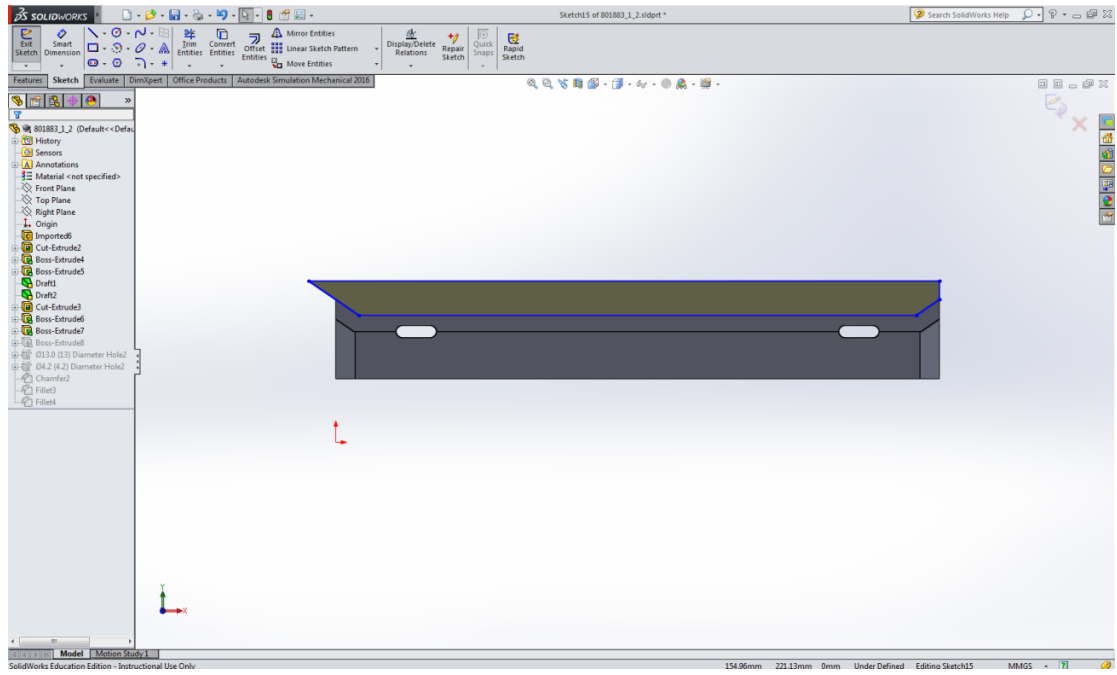 SOLIDWORKS
Sketch15 of 801883_1_2.sldprt *
Search SolidWorks Help
Exit Sketch
Smart Dimension
Trim Entities
Convert Entities
Offset Entities
Mirror Entities
Linear Sketch Pattern
Move Entities
Display/Delete Relations
Repair Sketch
Quick Snaps
Rapid Sketch
Features Sketch Evaluate DimXpert Office Products Autodesk Simulation Mechanical 2016
801883_1_2 (Default<<Defau
History
Sensors
Annotations
Material <not specified>
Front Plane
Top Plane
Right Plane
Origin
Imported6
Cut-Extrude2
Boss-Extrude4
Boss-Extrude5
Draft1
Draft2
Cut-Extrude3
Boss-Extrude6
Boss-Extrude7
Boss-Extrude8
Ø13.0 (13) Diameter Hole2
Ø4.2 (4.2) Diameter Hole2
Chamfer2
Fillet3
Fillet4
Y
X
Model Motion Study 1
SolidWorks Education Edition - Instructional Use Only
154.96mm 221.13mm 0mm Under Defined Editing Sketch15 MMGS